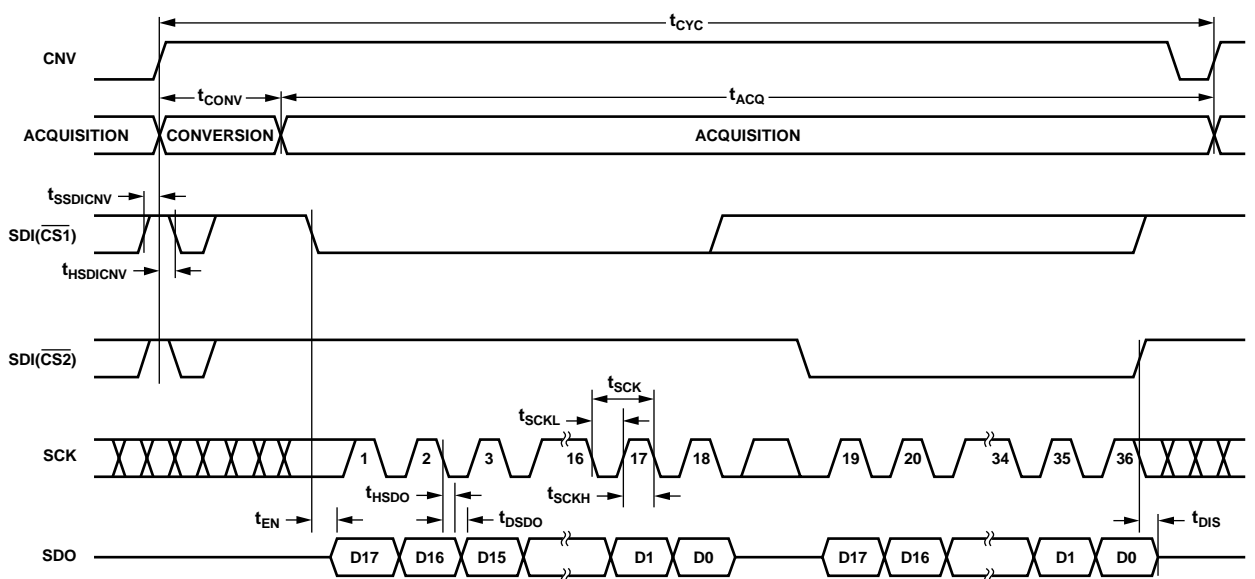 tCYC
CNV
tCONV
tACQ
ACQUISITION CONVERSION ACQUISITION
tSSDICNV
SDI(CS1)
tHSDICNV
SDI(CS2)
tSCK
tSCKL
SCK 1 2 3 16 17 18 19 20 34 35 36
tHSDO
tSCKH
tEN
tDSDO
tDIS
SDO D17 D16 D15 D1 D0 D17 D16 D1 D0